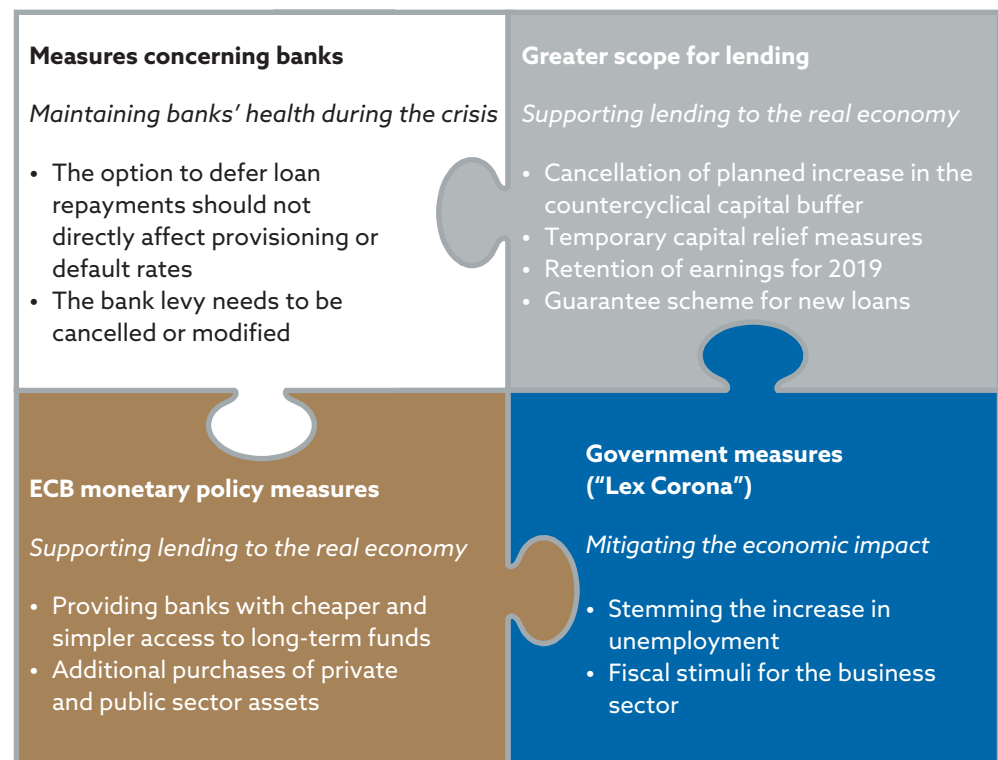 Measures concerning banks
Maintaining banks’ health during the crisis
• The option to defer loan
repayments should not
directly affect provisioning or
default rates
• The bank levy needs to be
cancelled or modified
Greater scope for lending
Supporting lending to the real economy
• Cancellation of planned increase in the
countercyclical capital buffer
• Temporary capital relief measures
• Retention of earnings for 2019
• Guarantee scheme for new loans
ECB monetary policy measures
Supporting lending to the real economy
• Providing banks with cheaper and
simpler access to long-term funds
• Additional purchases of private
and public sector assets
Government measures
(“Lex Corona”)
Mitigating the economic impact
• Stemming the increase in
unemployment
• Fiscal stimuli for the business
sector